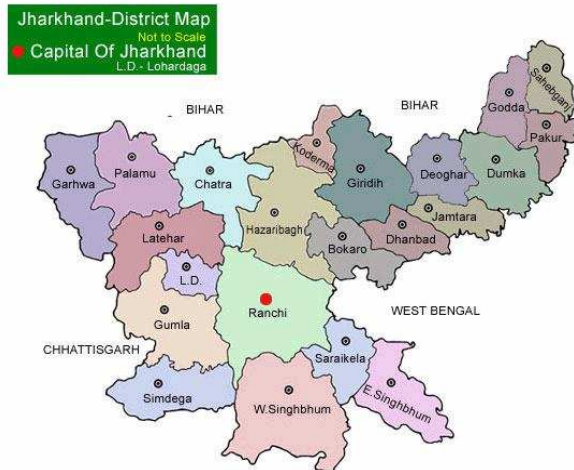 Jharkhand-District Map
Not to Scale
Capital Of Jharkhand
L.D.- Lohardaga
BIHAR
BIHAR
Sahebganj
Godda
Pakur
Koderma
Garhwa
Palamu
Chatra
Giridih
Deoghar
Dumka
Jamtara
Hazaribagh
Latehar
Bokaro
Dhanbad
L.D.
Ranchi
Gumla
WEST BENGAL
CHHATTISGARH
Saraikela
Simdega
W.Singhbhum
E.Singhbhum